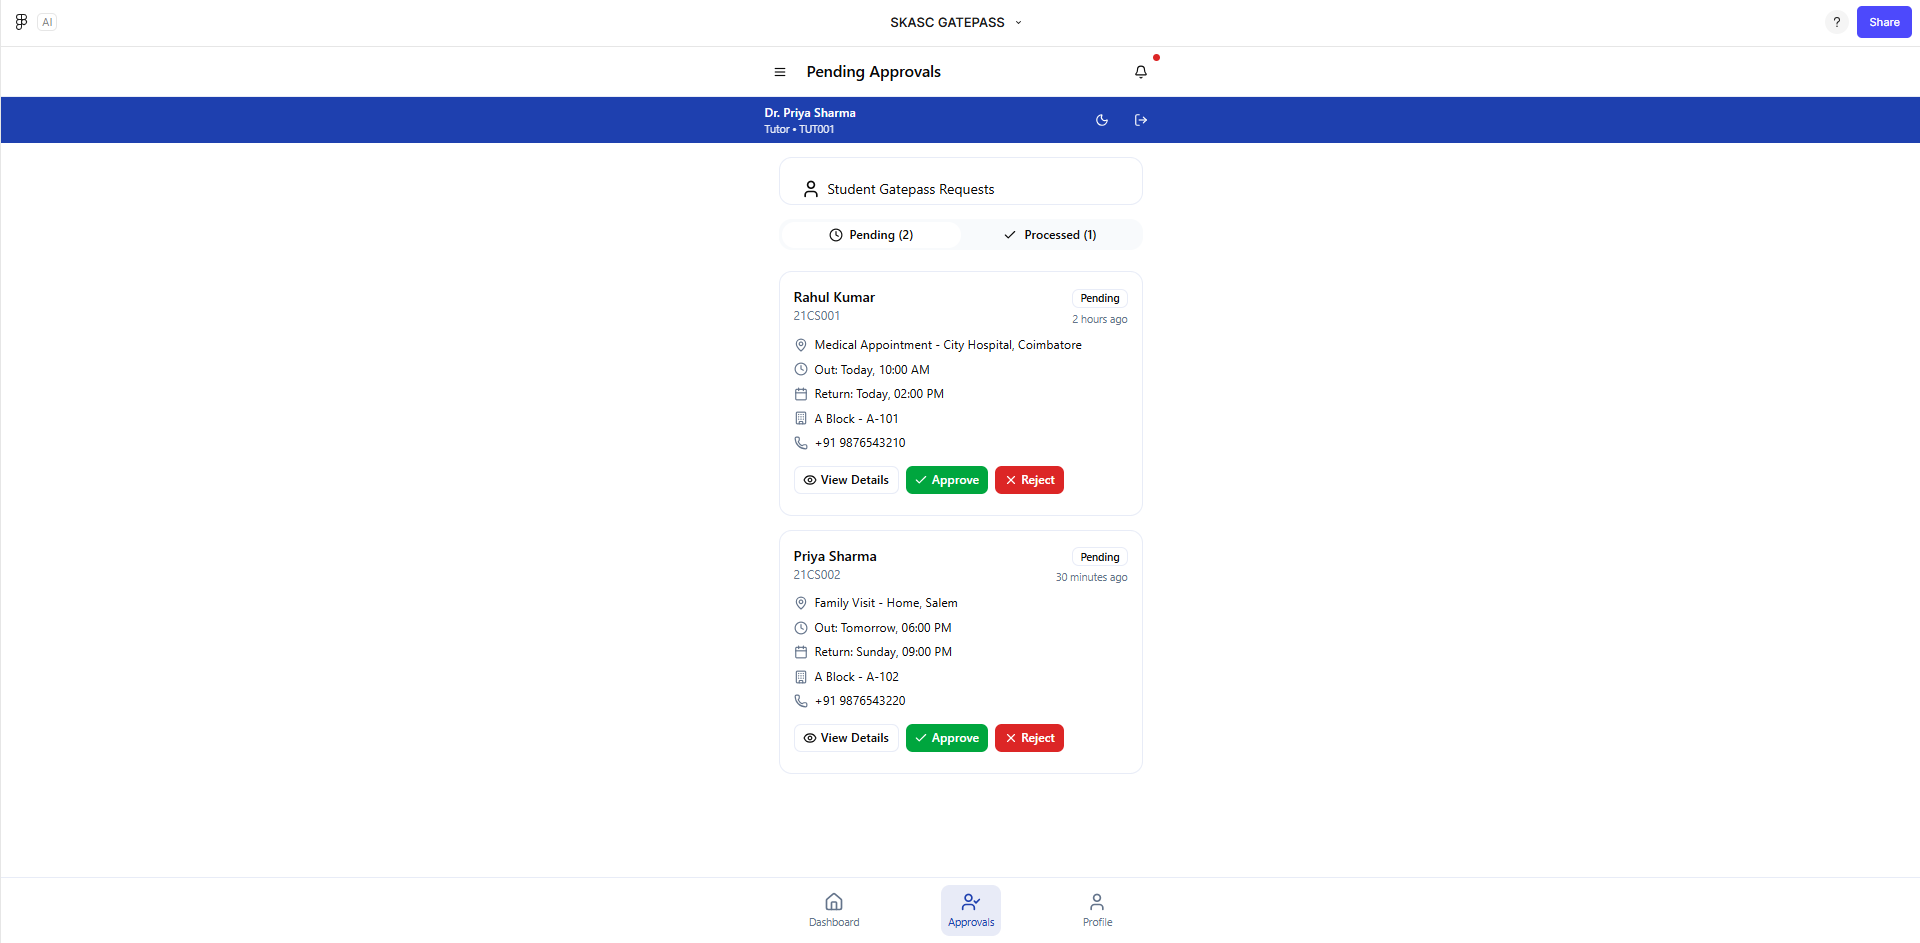 AI
SKASC GATEPASS
?
Share
Pending Approvals
Dr. Priya Sharma
Tutor • TUT001
Student Gatepass Requests
Pending (2)
Processed (1)
Rahul Kumar
Pending
21CS001
2 hours ago
Medical Appointment - City Hospital, Coimbatore
Out: Today, 10:00 AM
Return: Today, 02:00 PM
A Block - A-101
+91 9876543210
View Details
Approve
Reject
Priya Sharma
Pending
21CS002
30 minutes ago
Family Visit - Home, Salem
Out: Tomorrow, 06:00 PM
Return: Sunday, 09:00 PM
A Block - A-102
+91 9876543220
View Details
Approve
Reject
Dashboard
Approvals
Profile